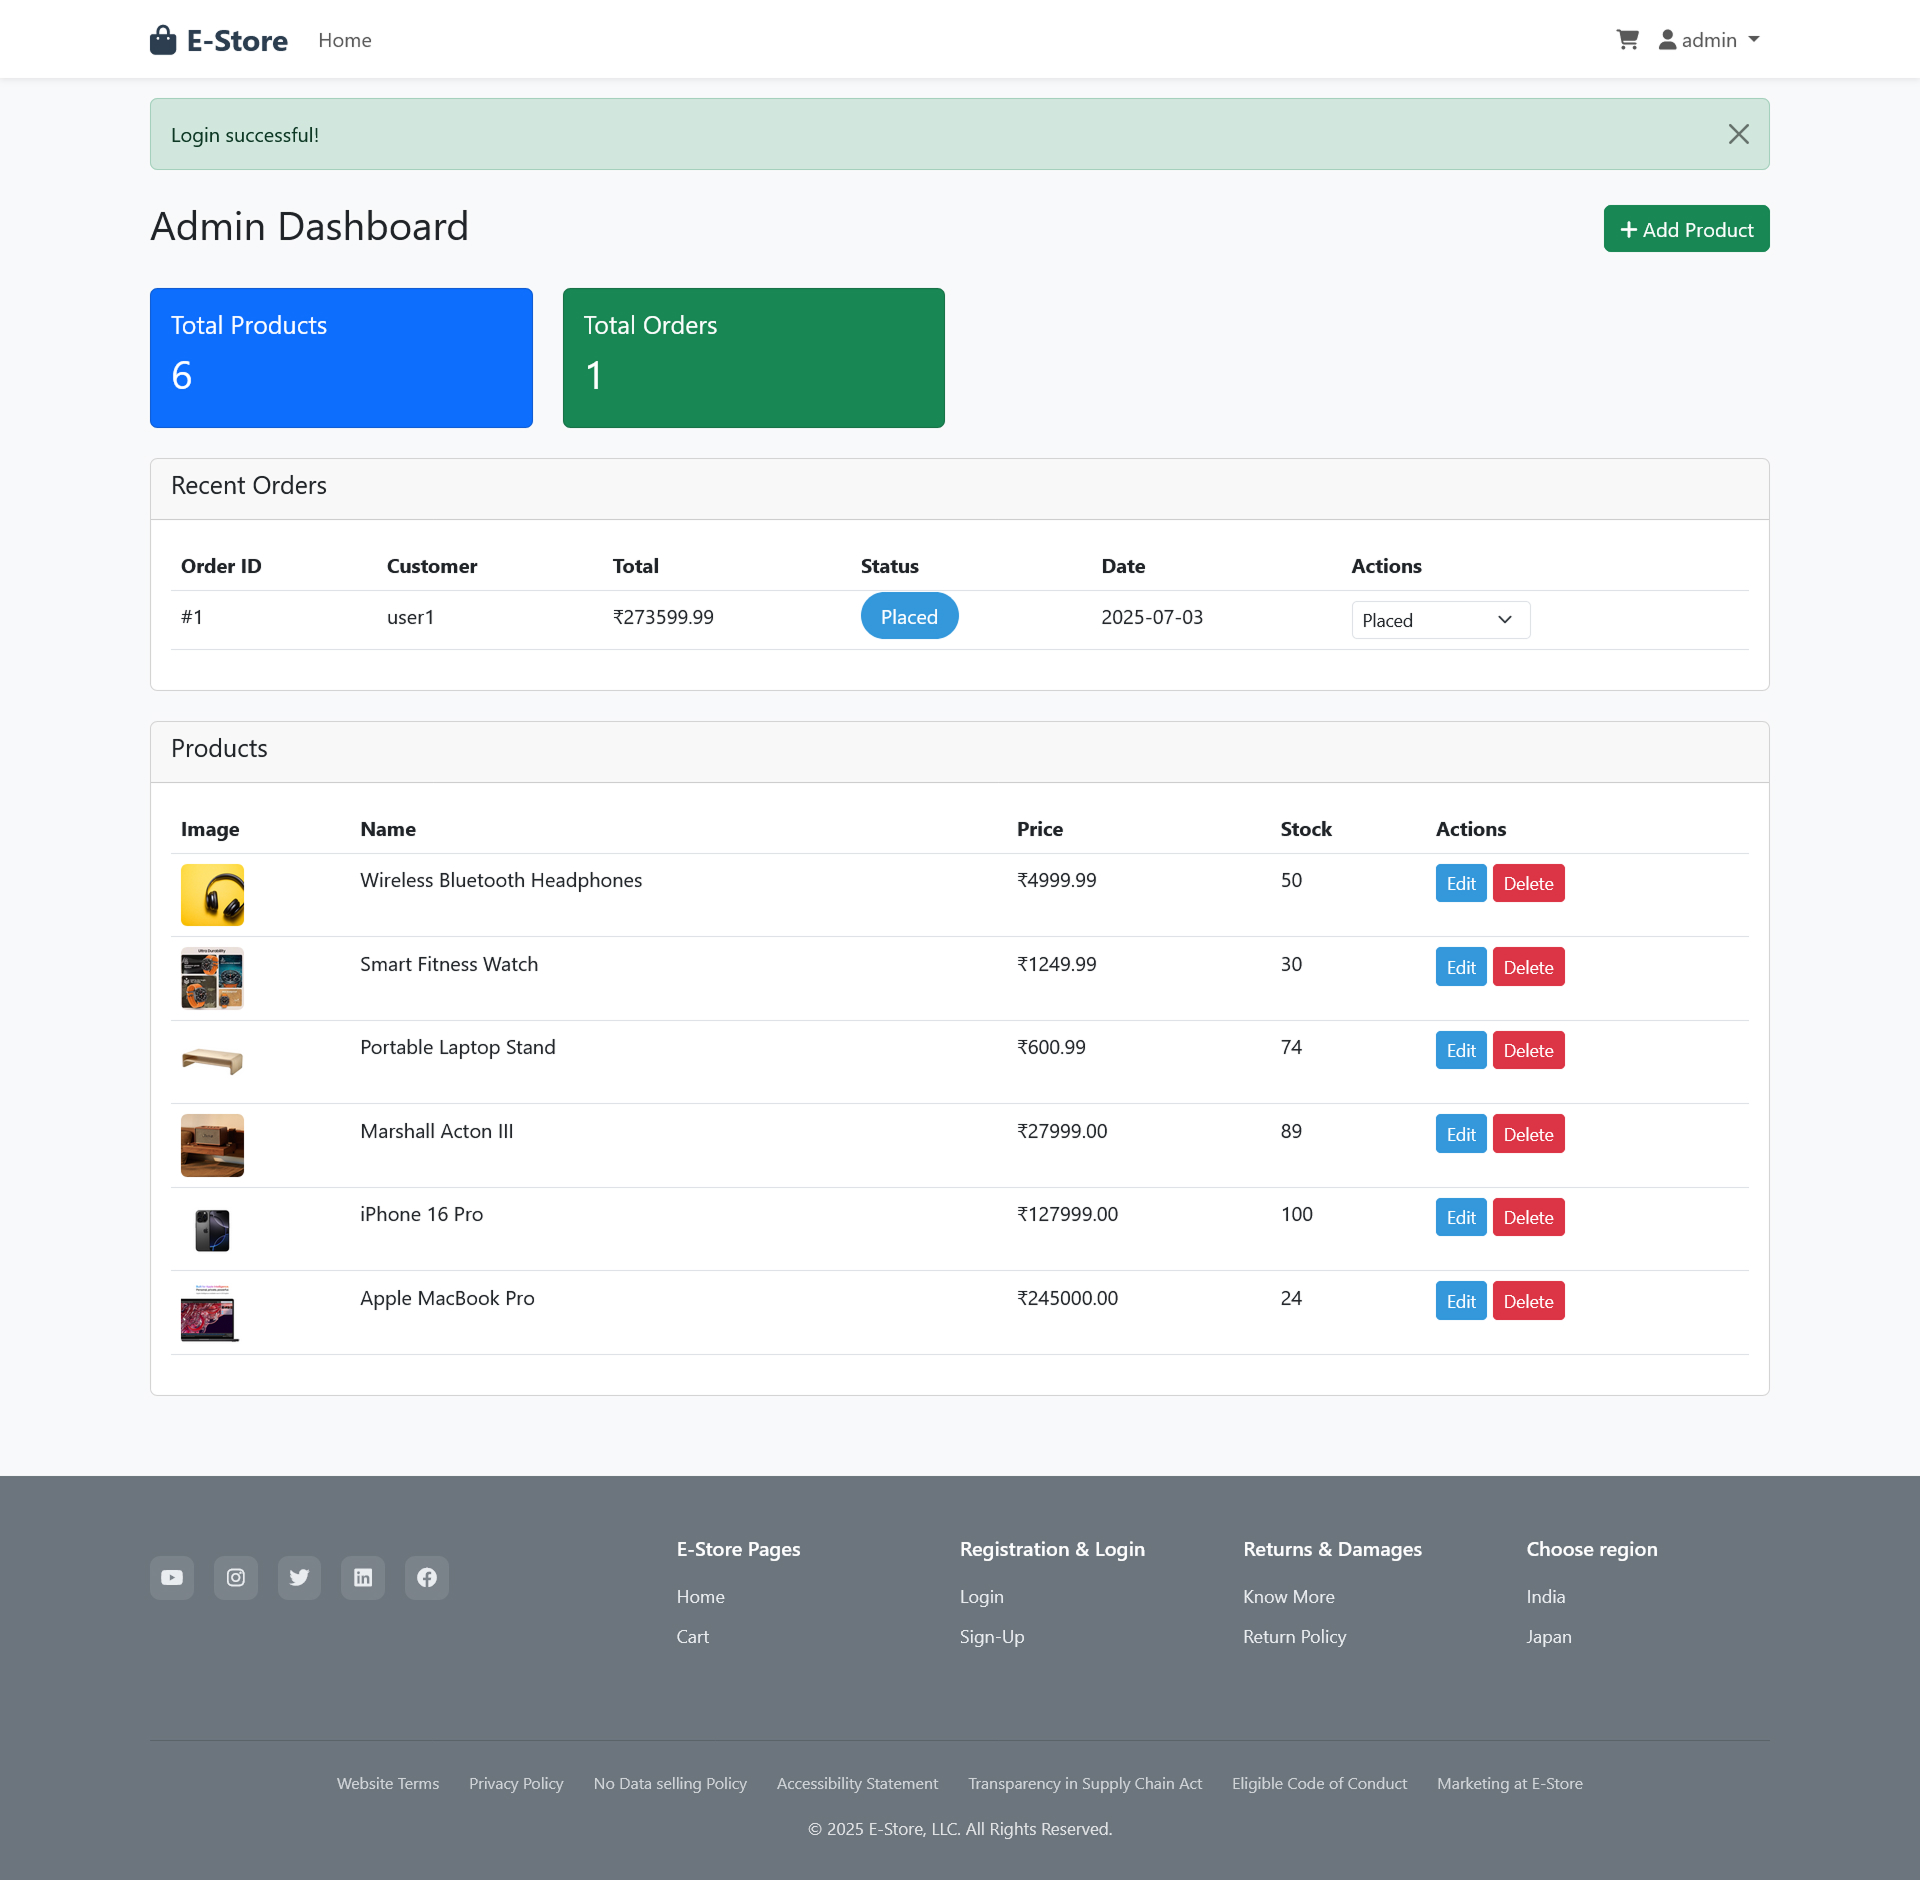 E-Store Home admin
Login successful!
Admin Dashboard
Add Product
Total Products
6
Total Orders
1
Recent Orders
Order ID Customer Total Status Date Actions
#1 user1 ₹273599.99 Placed 2025-07-03 Placed
Products
Image Name Price Stock Actions
Wireless Bluetooth Headphones ₹4999.99 50 Edit Delete
Smart Fitness Watch ₹1249.99 30 Edit Delete
Portable Laptop Stand ₹600.99 74 Edit Delete
Marshall Acton III ₹27999.00 89 Edit Delete
iPhone 16 Pro ₹127999.00 100 Edit Delete
Apple MacBook Pro ₹245000.00 24 Edit Delete
E-Store Pages
Home
Cart
Registration & Login
Login
Sign-Up
Returns & Damages
Know More
Return Policy
Choose region
India
Japan
Website Terms Privacy Policy No Data selling Policy Accessibility Statement Transparency in Supply Chain Act Eligible Code of Conduct Marketing at E-Store
© 2025 E-Store, LLC. All Rights Reserved.